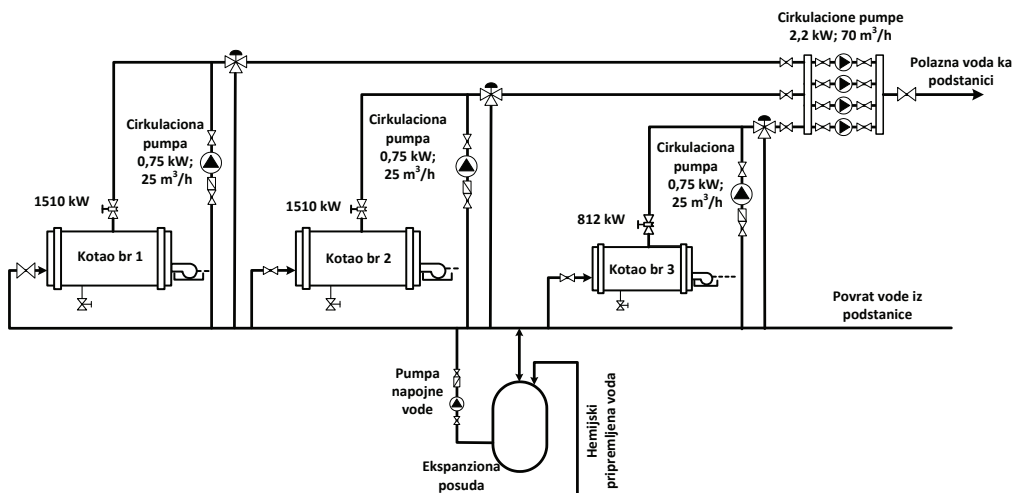 Cirkulacione pumpe
2,2 kW; 70 m³/h
Polazna voda ka
podstanici
Cirkulaciona
pumpa
0,75 kW;
25 m³/h
Cirkulaciona
pumpa
0,75 kW;
25 m³/h
Cirkulaciona
pumpa
0,75 kW;
25 m³/h
1510 kW
1510 kW
812 kW
Kotao br 1
Kotao br 2
Kotao br 3
Povrat vode iz
podstanice
Pumpa
napojne
vode
Ekspanziona
posuda
Hemijski
pripremljena voda